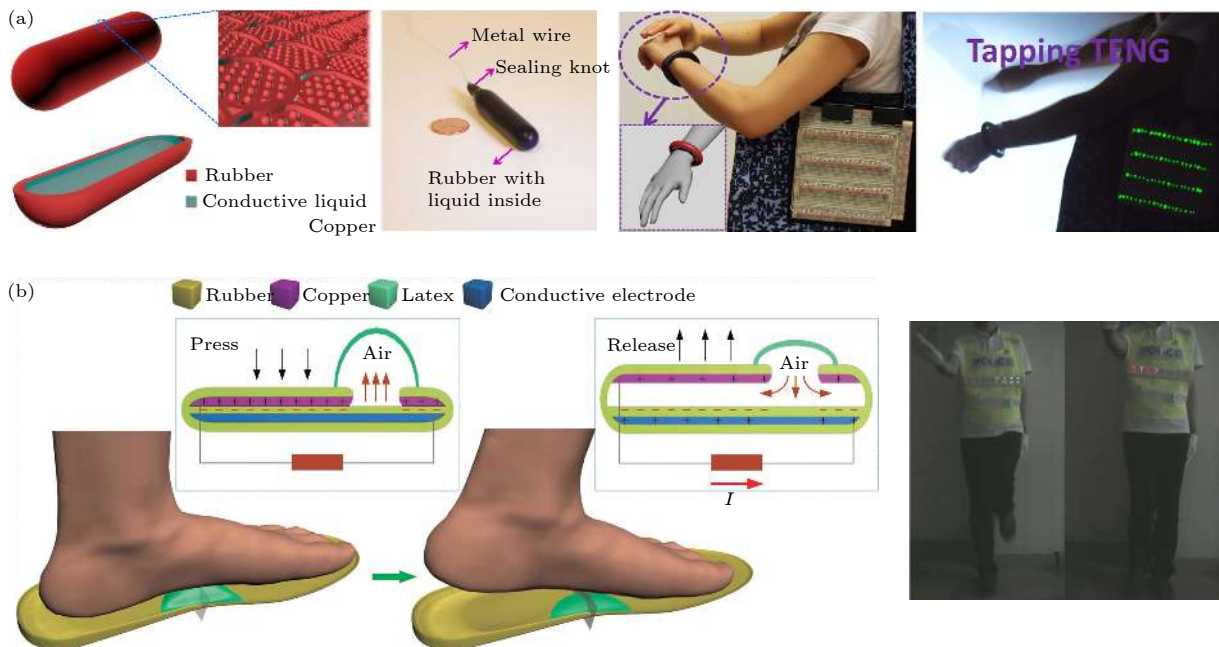 (a)
Metal wire
Sealing knot
Rubber with
liquid inside
Rubber
Conductive liquid
Copper
Tapping TENG
(b)
Rubber
Copper
Latex
Conductive electrode
Press
Air
Release
Air
I
POLICE